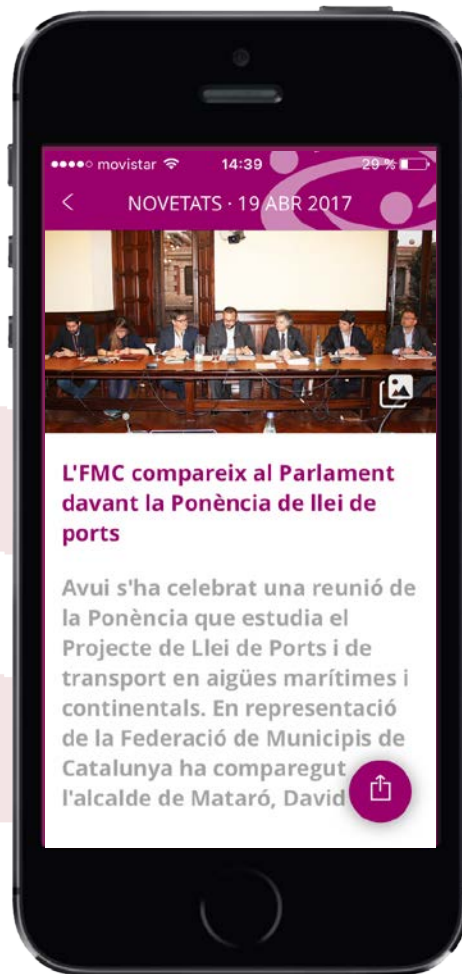 movistar 14:39 29 %
NOVETATS · 19 ABR 2017
L'FMC compareix al Parlament
davant la Ponència de llei de
ports
Avui s'ha celebrat una reunió de
la Ponència que estudia el
Projecte de Llei de Ports i de
transport en aigües marítimes i
continentals. En representació
de la Federació de Municipis de
Catalunya ha comparegut
l'alcalde de Mataró, David